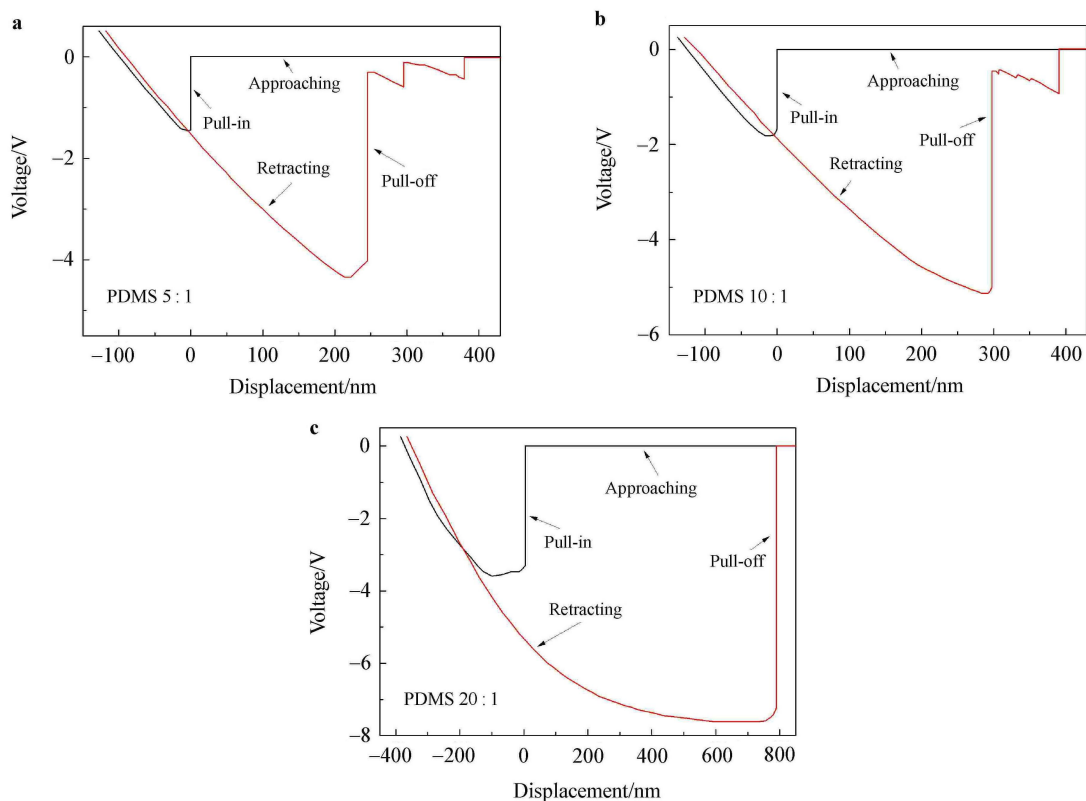 a
0
−2
−4
Voltage/V
−100
0
100
200
300
400
Displacement/nm
Approaching
Pull-in
Retracting
Pull-off
PDMS 5 : 1
b
0
−2
−4
−6
Voltage/V
−100
0
100
200
300
400
Displacement/nm
Approaching
Pull-in
Retracting
Pull-off
PDMS 10 : 1
c
0
−2
−4
−6
−8
Voltage/V
−400
−200
0
200
400
600
800
Displacement/nm
Approaching
Pull-in
Retracting
Pull-off
PDMS 20 : 1